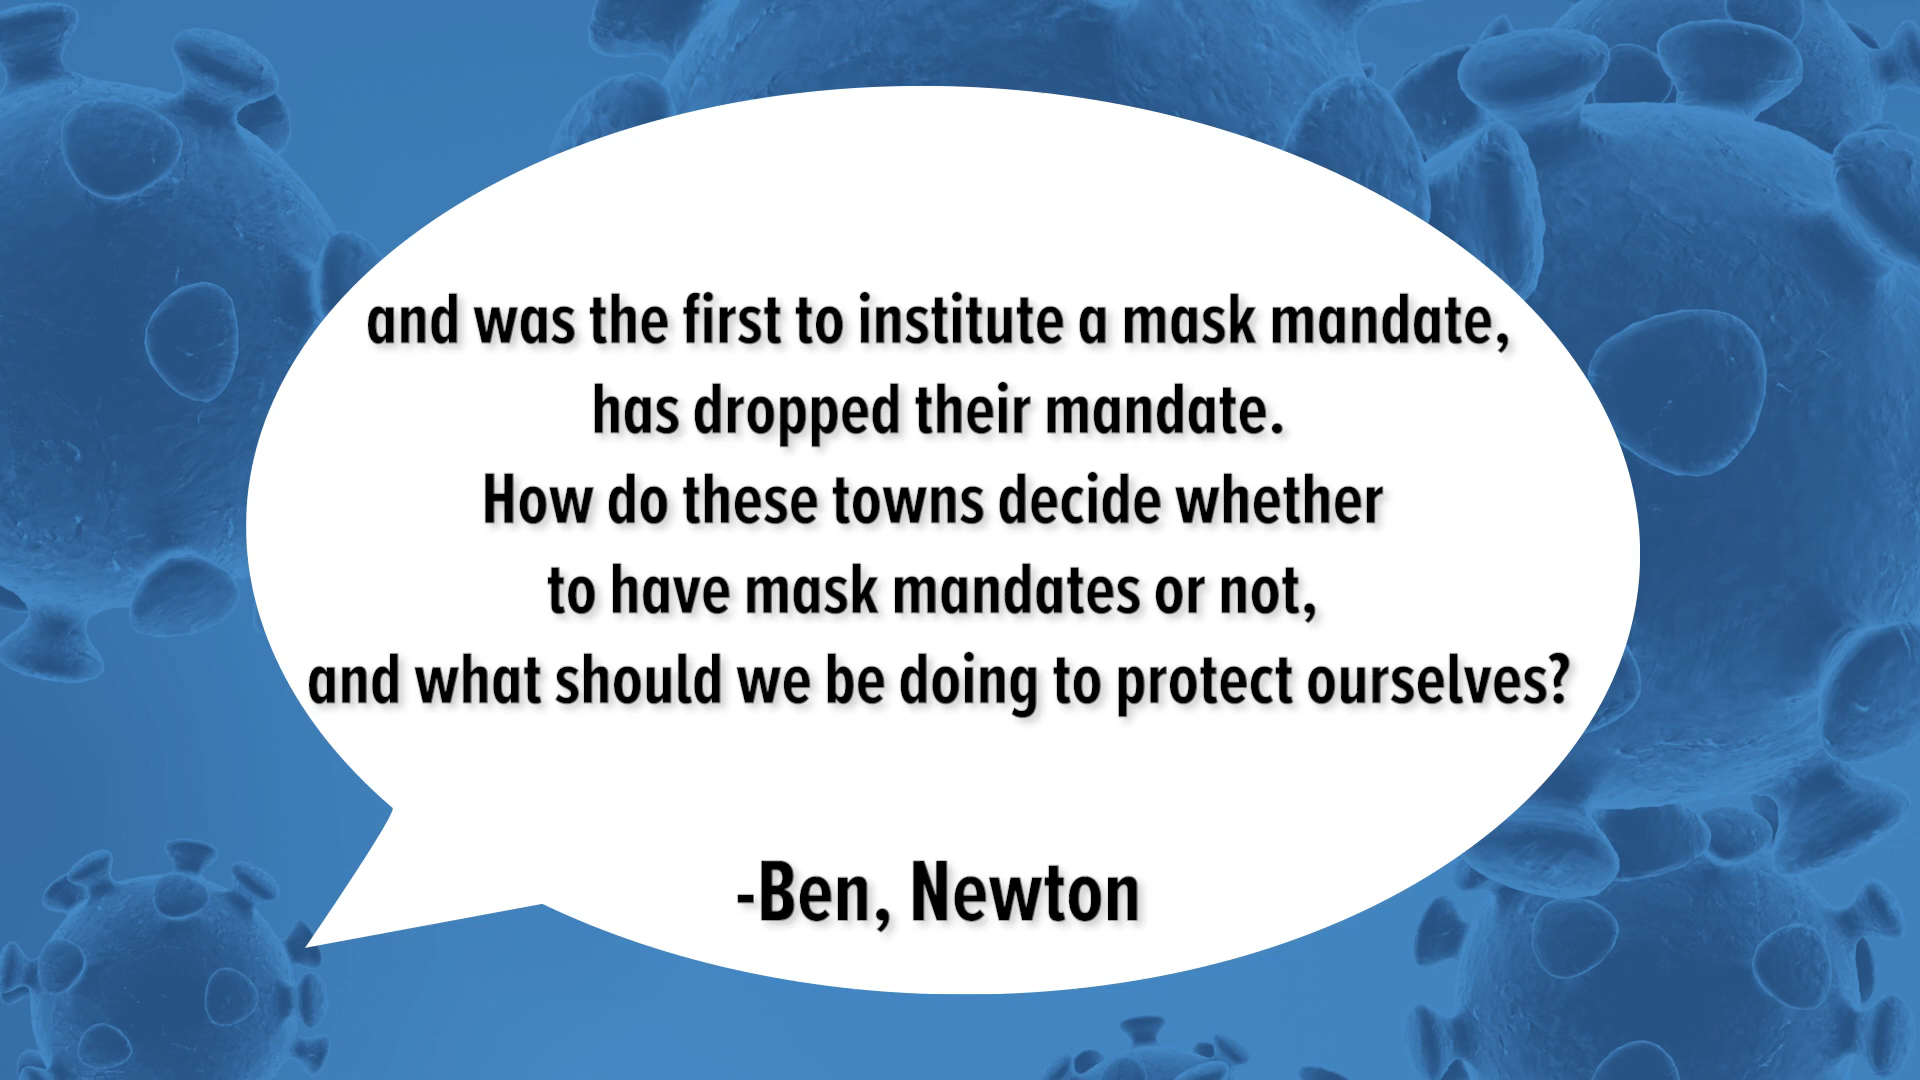 and was the first to institute a mask mandate,
has dropped their mandate.
How do these towns decide whether
to have mask mandates or not,
and what should we be doing to protect ourselves?
-Ben, Newton